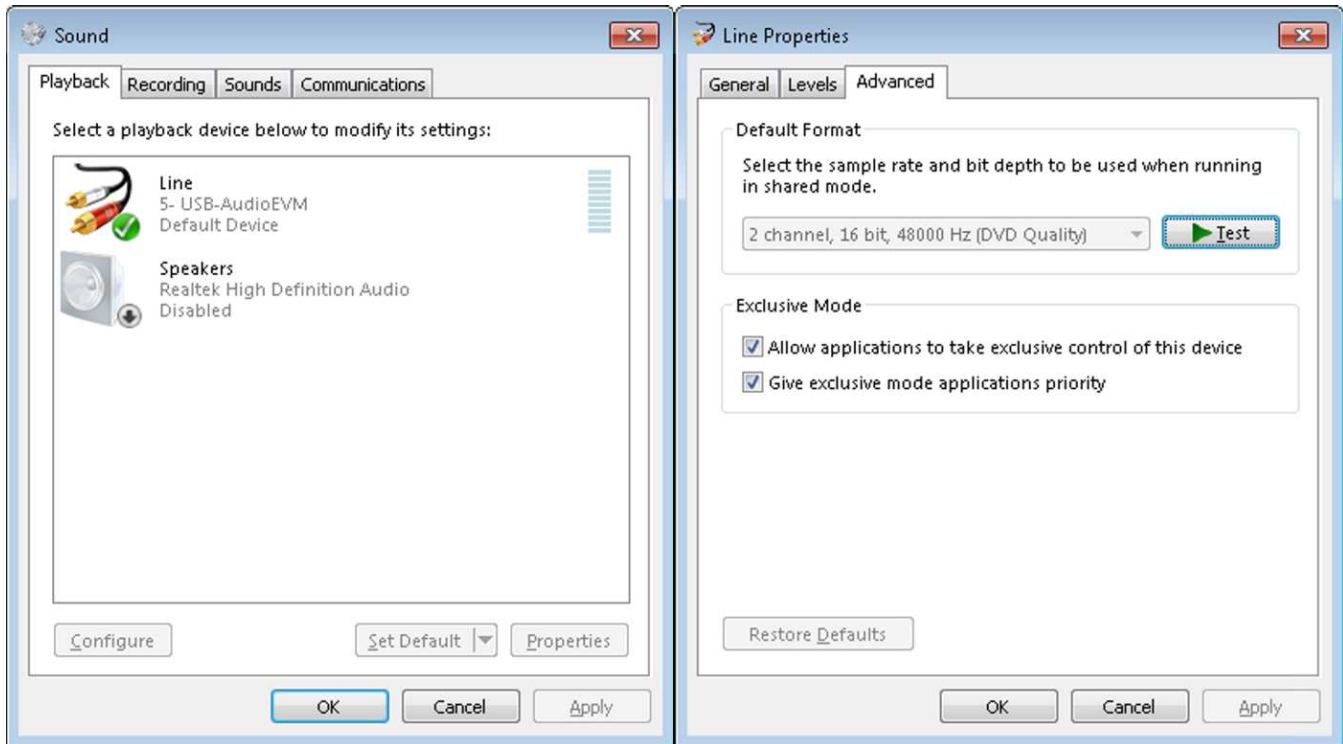 Sound
Playback
Recording
Sounds
Communications
Select a playback device below to modify its settings:
Line
5- USB-AudioEVM
Default Device
Speakers
Realtek High Definition Audio
Disabled
Configure
Set Default
Properties
OK
Cancel
Apply
Line Properties
General
Levels
Advanced
Default Format
Select the sample rate and bit depth to be used when running
in shared mode.
2 channel, 16 bit, 48000 Hz (DVD Quality)
Test
Exclusive Mode
Allow applications to take exclusive control of this device
Give exclusive mode applications priority
Restore Defaults
OK
Cancel
Apply